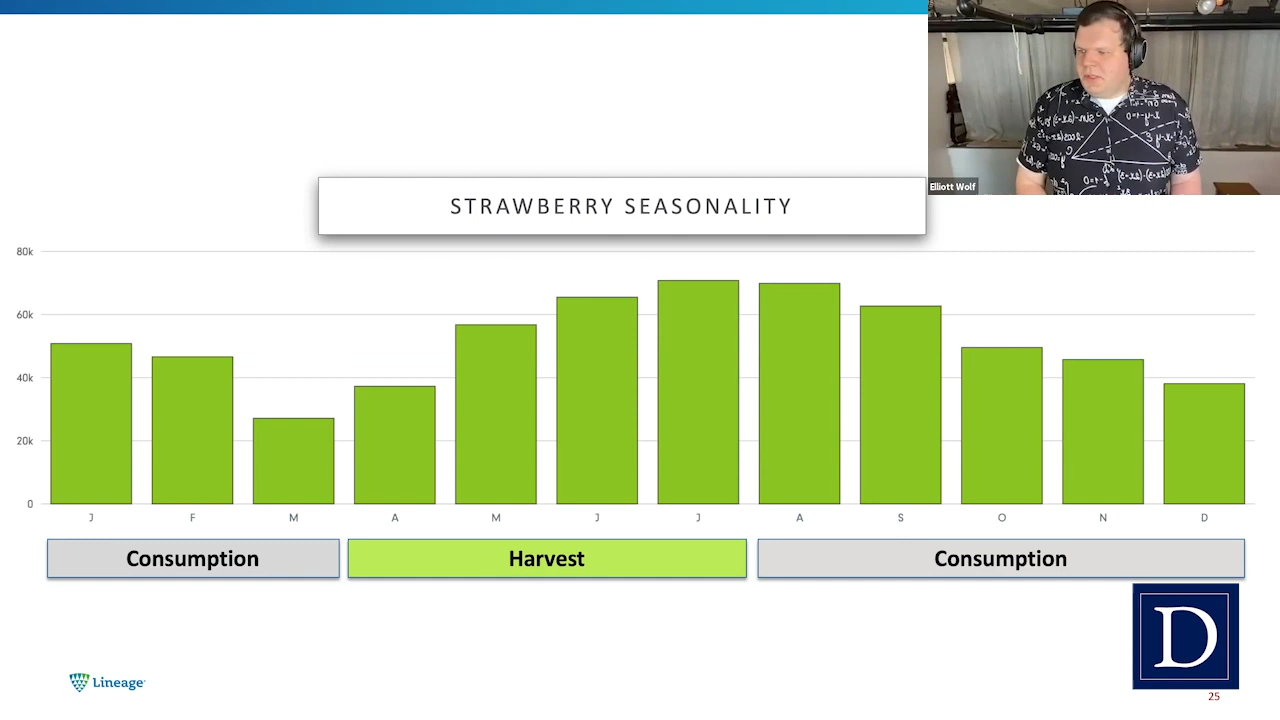 Elliott Wolf
STRAWBERRY SEASONALITY
80k
60k
40k
20k
0
J F M A M J J A S O N D
Consumption Harvest Consumption
D
Lineage
25